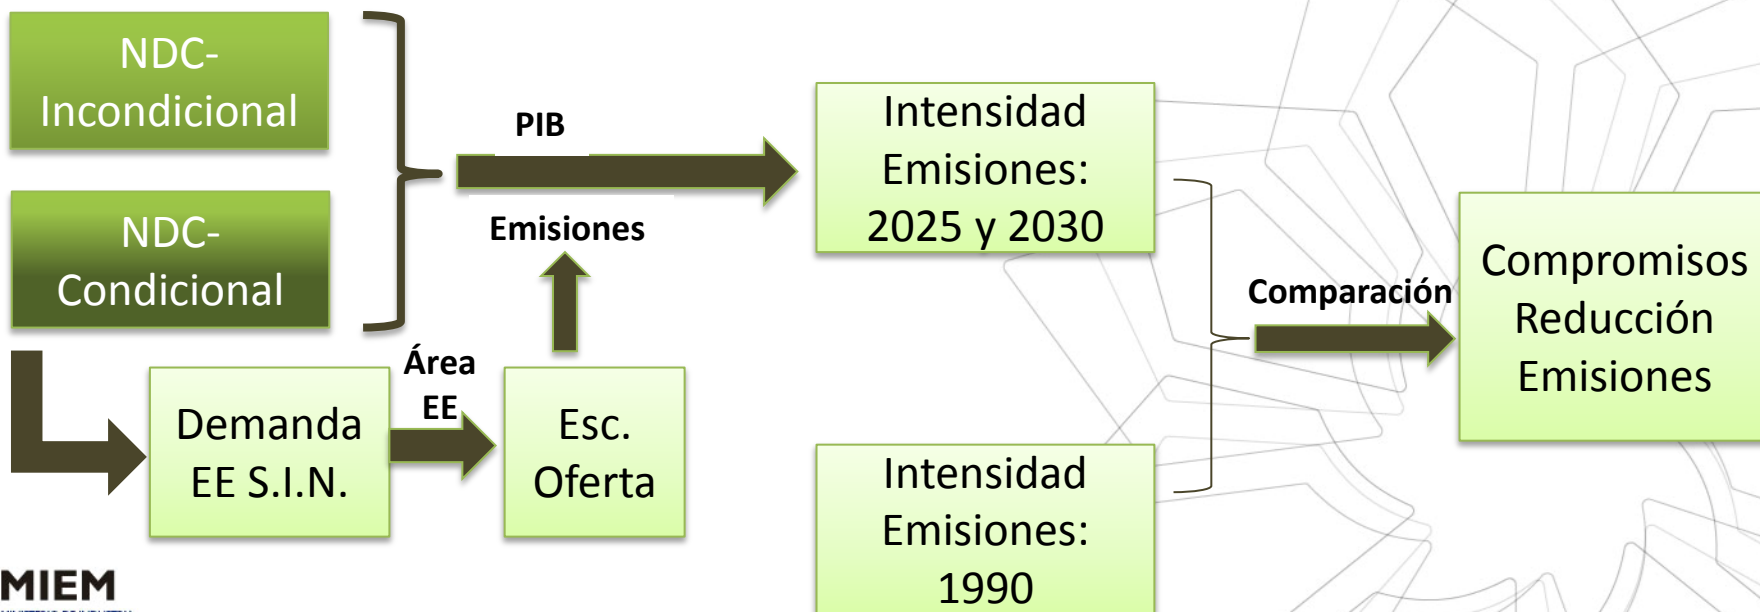 NDC-
Incondicional
NDC-
Condicional
PIB
Emisiones
Intensidad
Emisiones:
2025 y 2030
Comparación
Compromisos
Reducción
Emisiones
Demanda
EE S.I.N.
Área
EE
Esc.
Oferta
Intensidad
Emisiones:
1990
MIEM